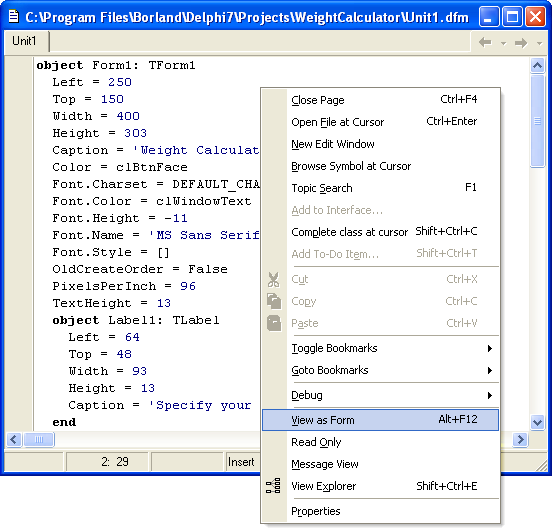 C:\Program Files\Borland\Delphi7\Projects\WeightCalculator\Unit1.dfm
Unit1
object Form1: TForm1
Left = 250
Top = 150
Width = 400
Height = 303
Caption = 'Weight Calculat
Color = clBtnFace
Font.Charset = DEFAULT_CHA
Font.Color = clWindowText
Font.Height = -11
Font.Name = 'MS Sans Serif
Font.Style = []
OldCreateOrder = False
PixelsPerInch = 96
TextHeight = 13
object Label1: TLabel
Left = 64
Top = 48
Width = 93
Height = 13
Caption = 'Specify your
end
2: 29
Insert
Close Page Ctrl+F4
Open File at Cursor Ctrl+Enter
New Edit Window
Browse Symbol at Cursor
Topic Search F1
Add to Interface...
Complete class at cursor Shift+Ctrl+C
Add To-Do Item... Shift+Ctrl+T
Cut Ctrl+X
Copy Ctrl+C
Paste Ctrl+V
Toggle Bookmarks
Goto Bookmarks
Debug
View as Form Alt+F12
Read Only
Message View
View Explorer Shift+Ctrl+E
Properties